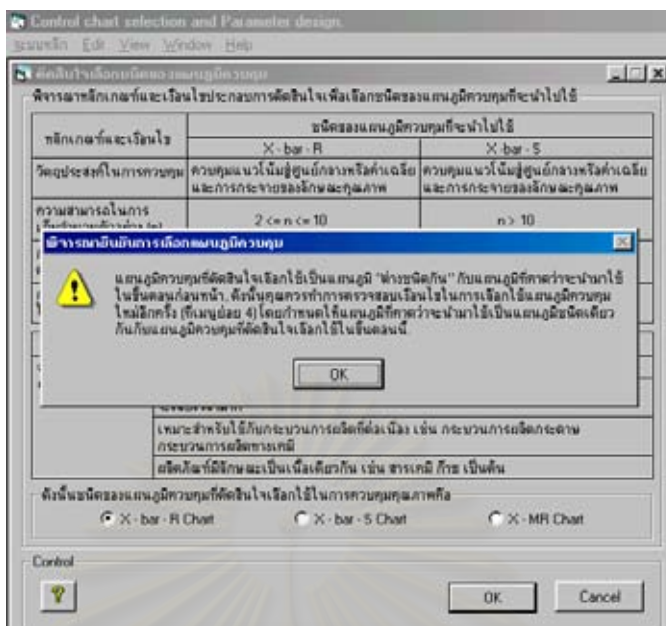 Control chart selection and Parameter design.
ระบบหลัก Edit View Window Help
ตัดสินใจเลือกชนิดของแผนภูมิควบคุม
พิจารณาหลักเกณฑ์และเงื่อนไขประกอบการตัดสินใจเพื่อเลือกชนิดของแผนภูมิควบคุมที่จะนำไปใช้
หลักเกณฑ์และเงื่อนไข
ชนิดของแผนภูมิควบคุมที่จะนำไปใช้
X - bar - R
X - bar - S
วัตถุประสงค์ในการควบคุม
ควบคุมแนวโน้มสู่ศูนย์กลางหรือค่าเฉลี่ย
และการกระจายของลักษณะคุณภาพ
ควบคุมแนวโน้มสู่ศูนย์กลางหรือค่าเฉลี่ย
และการกระจายของลักษณะคุณภาพ
ความสามารถในการ
2 <= n <= 10
n > 10
พิจารณายืนยันการเลือกแผนภูมิควบคุม
แผนภูมิควบคุมที่ตัดสินใจเลือกใช้เป็นแผนภูมิ "ต่างชนิดกัน" กับแผนภูมิที่คาดว่าจะนำมาใช้
ในขั้นตอนก่อนหน้า. ดังนั้นคุณควรทำการตรวจสอบเงื่อนไขในการเลือกใช้แผนภูมิควบคุม
ใหม่อีกครั้ง (ที่เมนูย่อย 4) โดยกำหนดให้แผนภูมิที่คาดว่าจะนำมาใช้เป็นแผนภูมิชนิดเดียว
กันกับแผนภูมิควบคุมที่ตัดสินใจเลือกใช้ในขั้นตอนนี้.
OK
เหมาะสำหรับใช้กับกระบวนการผลิตที่ต่อเนื่อง เช่น กระบวนการผลิตกระดาษ
กระบวนการผลิตทางเคมี
ผลิตภัณฑ์มีลักษณะเป็นเนื้อเดียวกัน เช่น สารเคมี ก๊าซ เป็นต้น
ดังนั้นชนิดของแผนภูมิควบคุมที่ตัดสินใจเลือกใช้ในการควบคุมคุณภาพคือ
X - bar - R Chart
X - bar - S Chart
X - MR Chart
Control
?
OK
Cancel